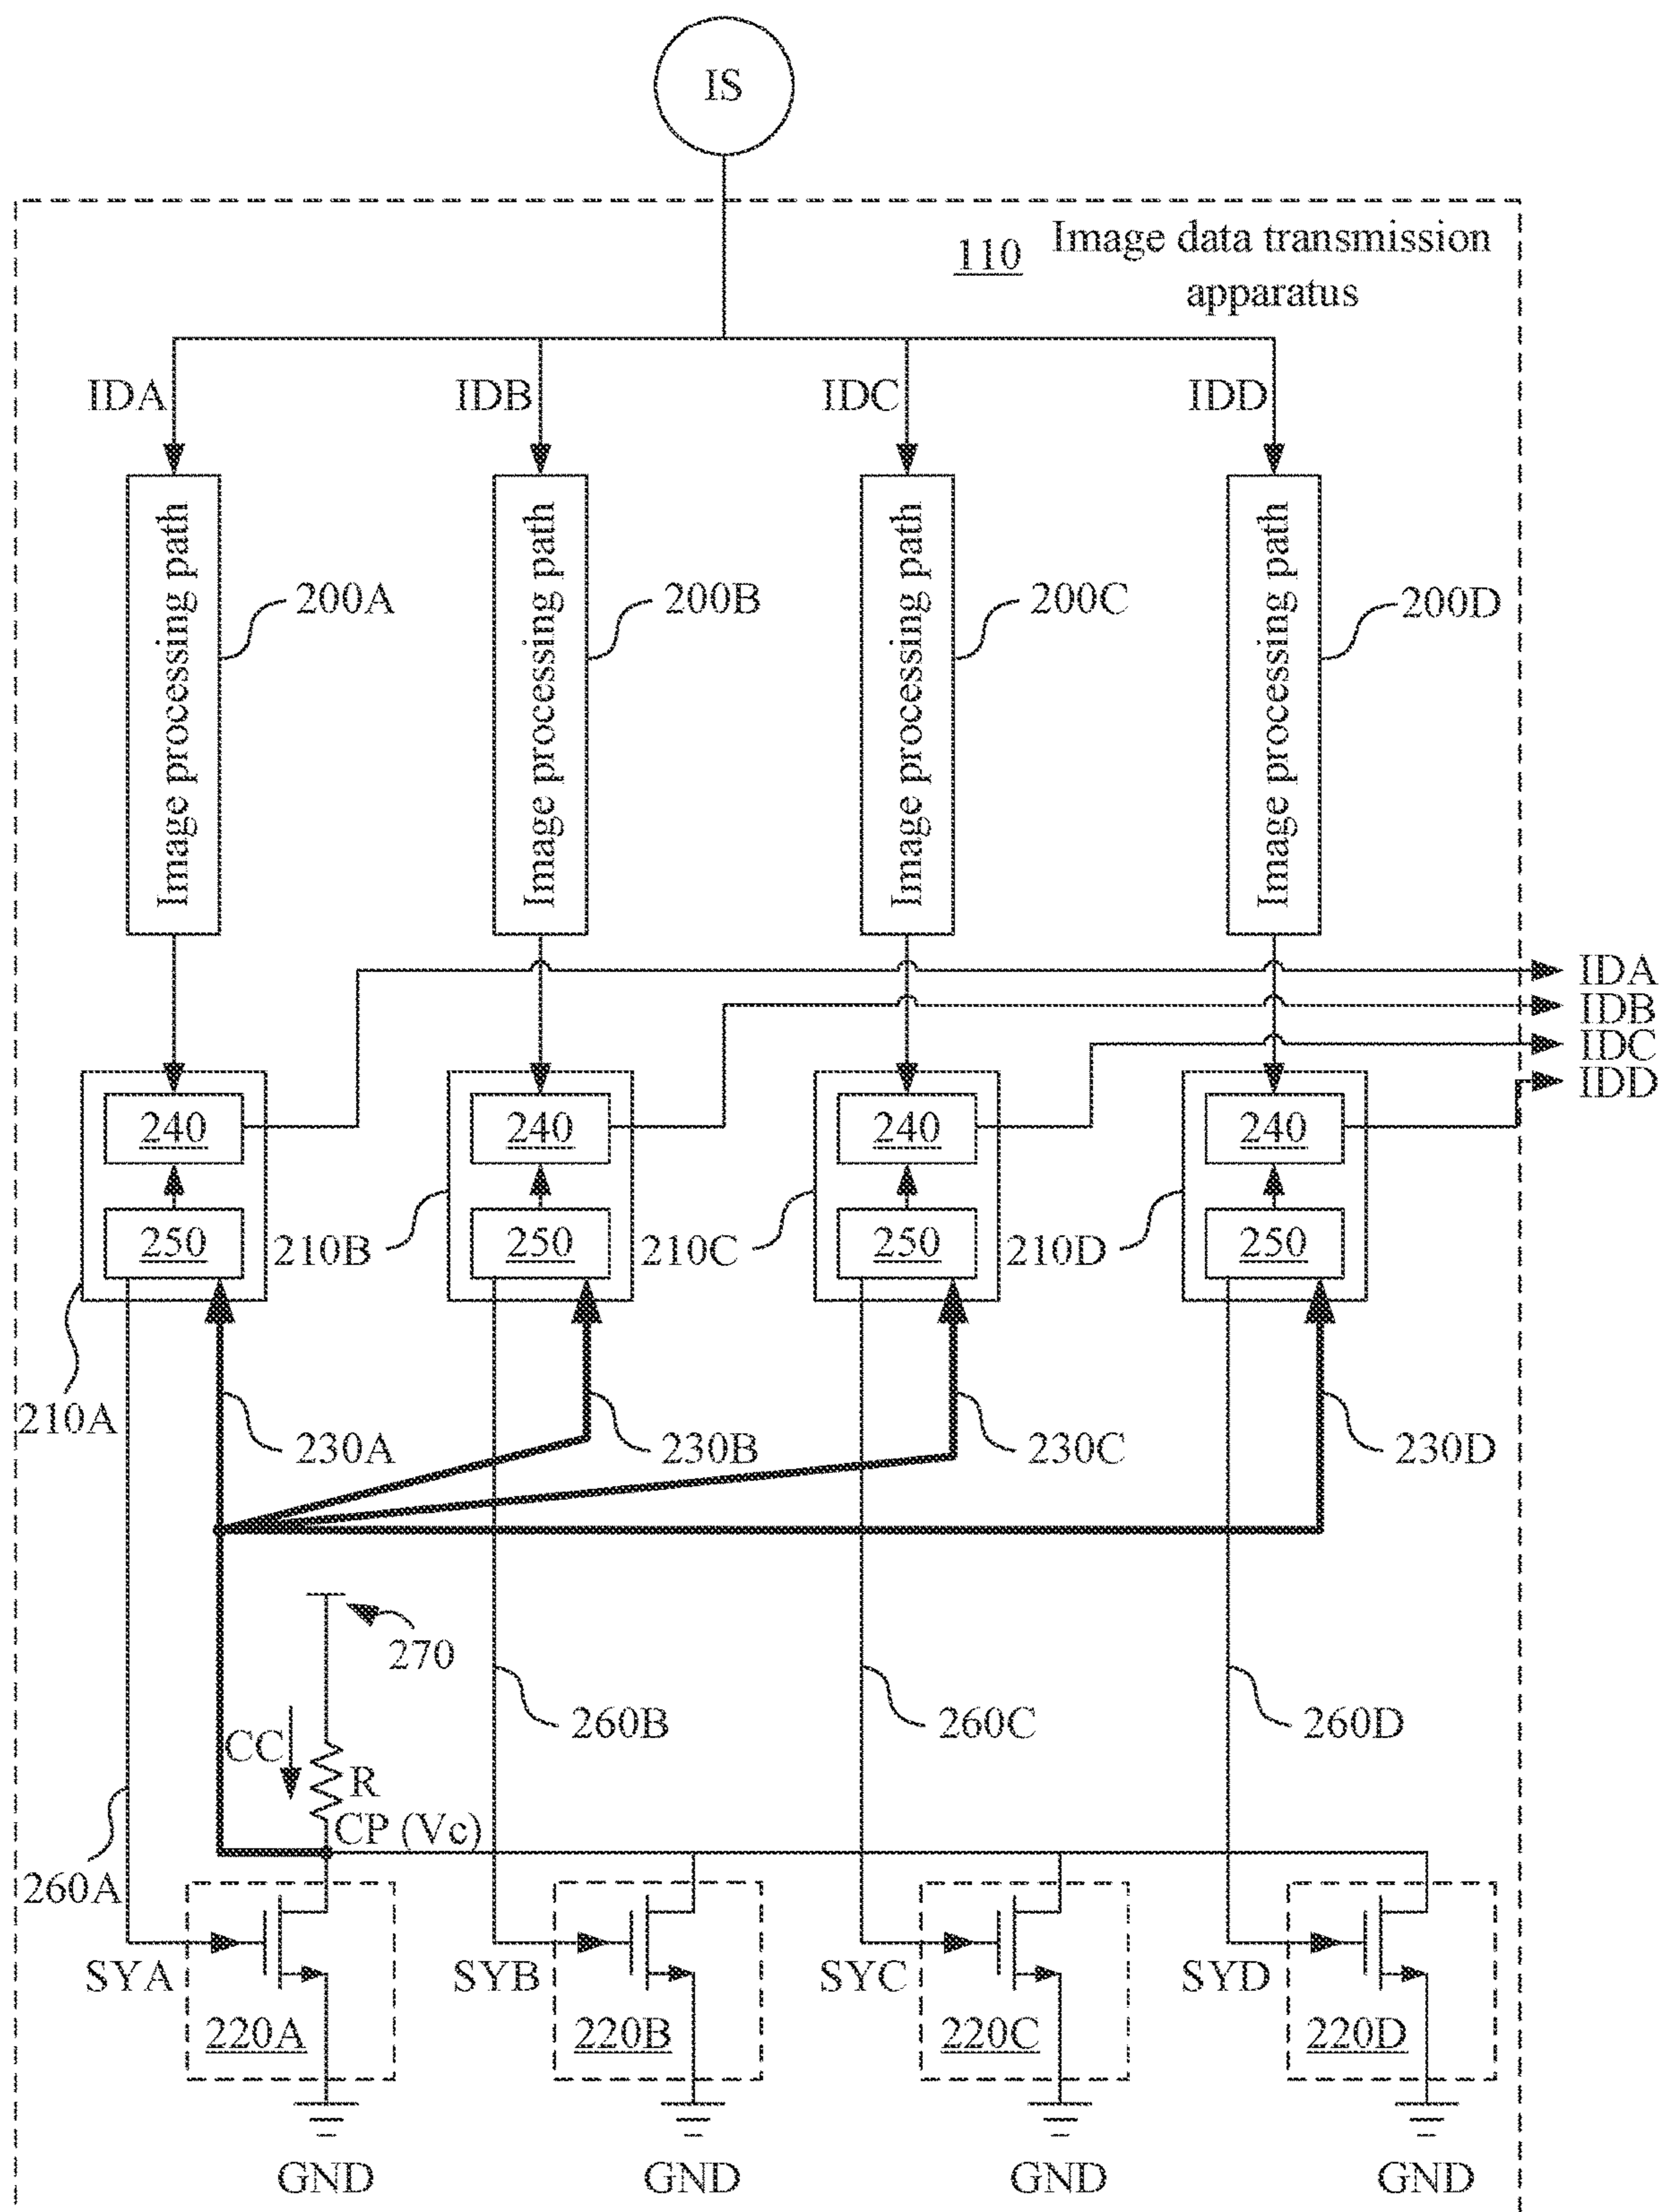 IS
110
Image data transmission
apparatus
IDA
IDB
IDC
IDD
Image processing path
Image processing path
Image processing path
Image processing path
200A
200B
200C
200D
IDA
IDB
IDC
IDD
240
240
240
240
250
210B
250
210C
250
210D
250
210A
230A
230B
230C
230D
270
260B
260C
260D
CC
R
CP (Vc)
260A
SYA
SYB
SYC
SYD
220A
220B
220C
220D
GND
GND
GND
GND